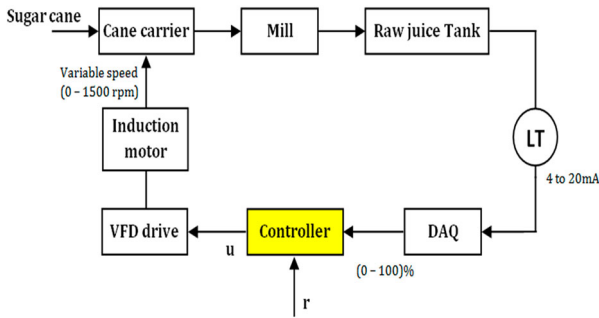 Sugar cane
Cane carrier
Mill
Raw juice Tank
Variable speed
(0 – 1500 rpm)
Induction
motor
LT
4 to 20mA
VFD drive
u
Controller
DAQ
(0 – 100)%
r